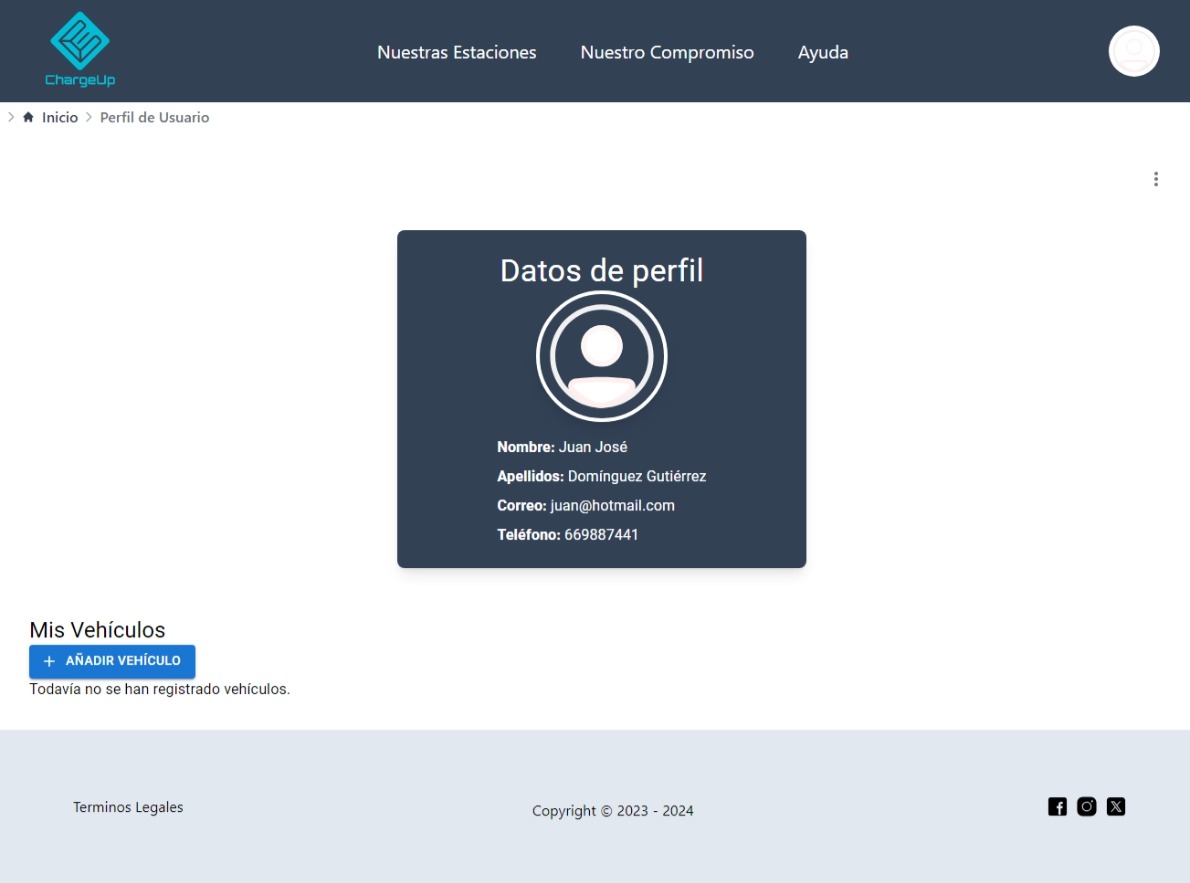 ChargeUp
Nuestras Estaciones Nuestro Compromiso Ayuda
Inicio Perfil de Usuario
Datos de perfil
Nombre: Juan José
Apellidos: Domínguez Gutiérrez
Correo: juan@hotmail.com
Teléfono: 669887441
Mis Vehículos
+ AÑADIR VEHÍCULO
Todavía no se han registrado vehículos.
Terminos Legales Copyright © 2023 - 2024